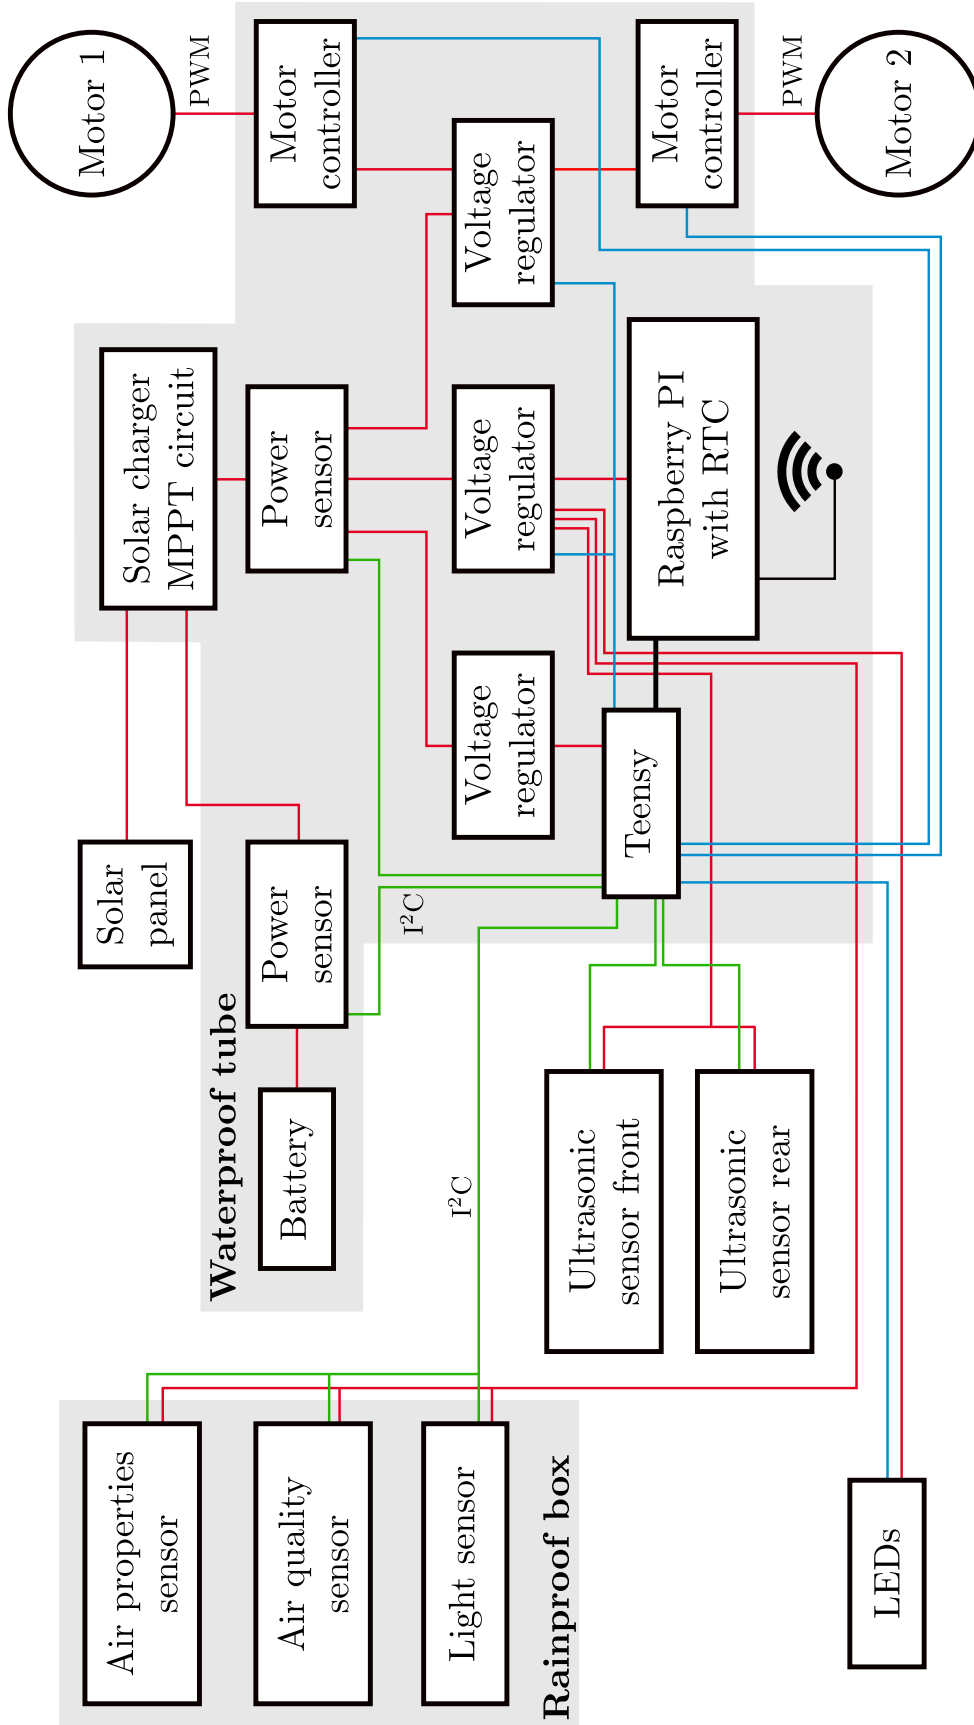 Air properties
sensor
Air quality
sensor
Light sensor
Rainproof box
Waterproof tube
Battery
Power
sensor
Solar
panel
Solar charger
MPPT circuit
Power
sensor
I²C
I²C
Voltage
regulator
Voltage
regulator
Voltage
regulator
Motor
controller
PWM
Motor 1
Motor
controller
PWM
Motor 2
Teensy
Raspberry PI
with RTC
Ultrasonic
sensor front
Ultrasonic
sensor rear
LEDs